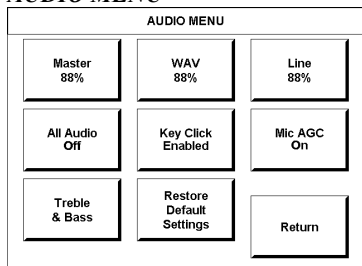 AUDIO MENU
AUDIO MENU
Master
88%
WAV
88%
Line
88%
All Audio
Off
Key Click
Enabled
Mic AGC
On
Treble
& Bass
Restore
Default
Settings
Return